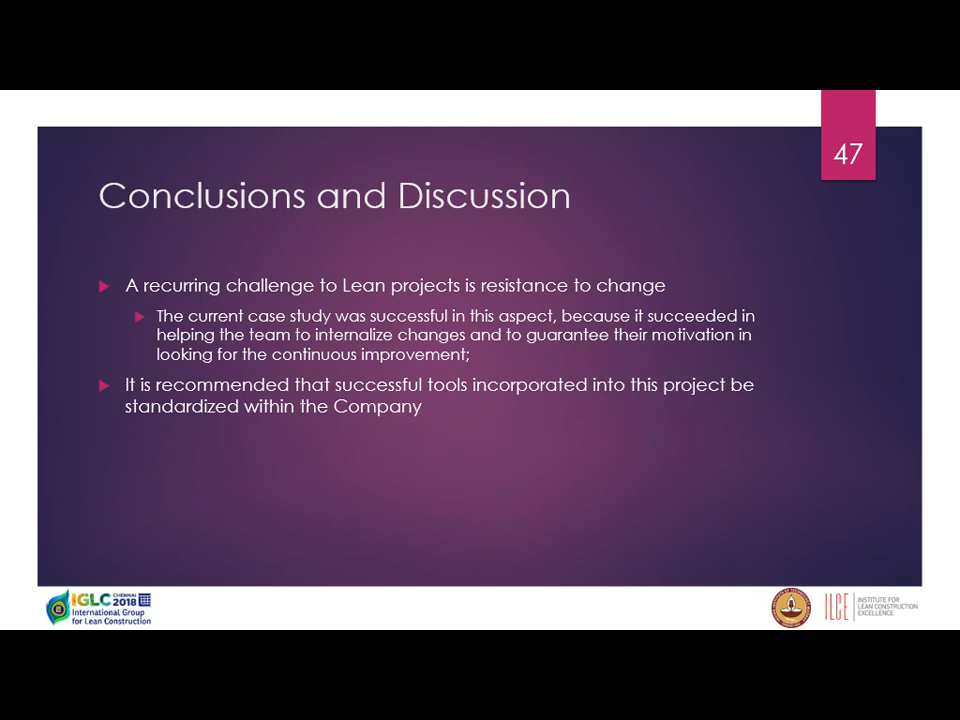 47
Conclusions and Discussion
A recurring challenge to Lean projects is resistance to change
The current case study was successful in this aspect, because it succeeded in
helping the team to internalize changes and to guarantee their motivation in
looking for the continuous improvement;
It is recommended that successful tools incorporated into this project be
standardized within the Company
IGLC CHENNAI 2018
International Group
for Lean Construction
ILCE
INSTITUTE FOR
LEAN CONSTRUCTION
EXCELLENCE